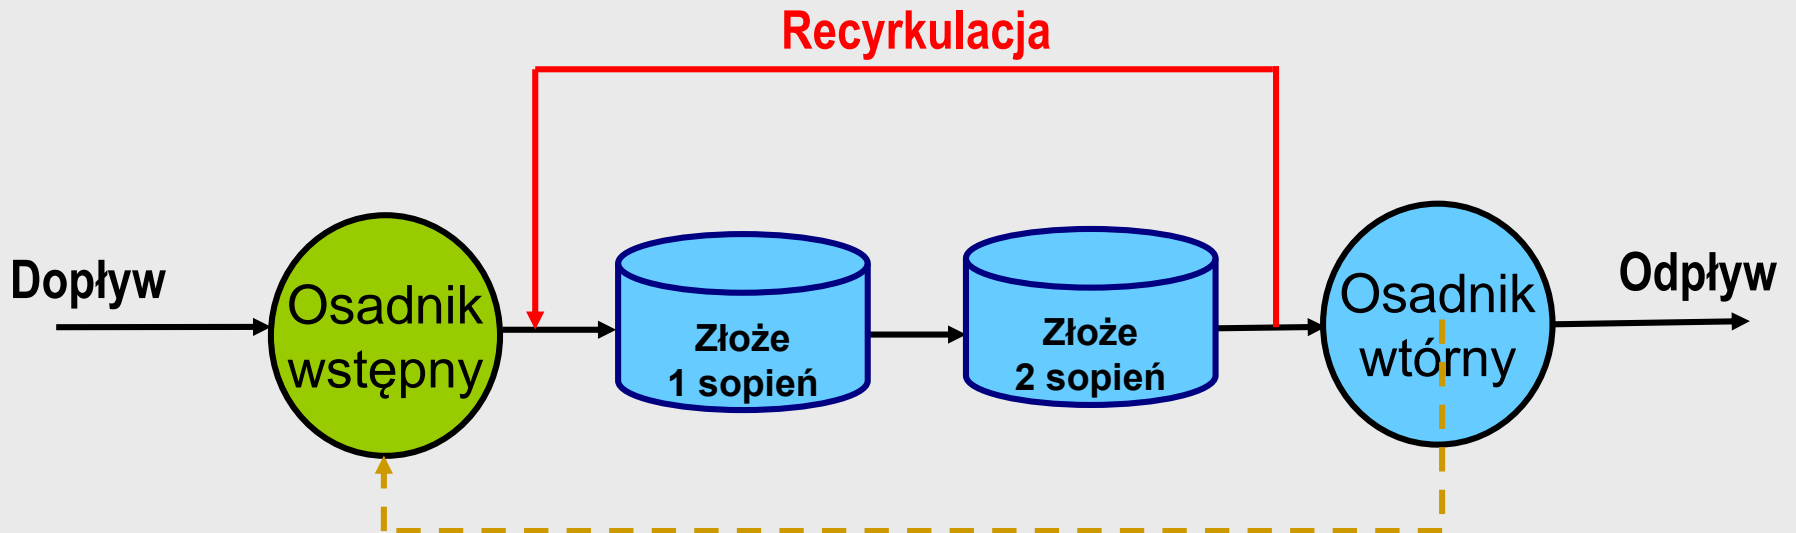 Recyrkulacja
Dopływ
Osadnik
wstępny
Złoże
1 sopień
Złoże
2 sopień
Osadnik
wtórny
Odpływ